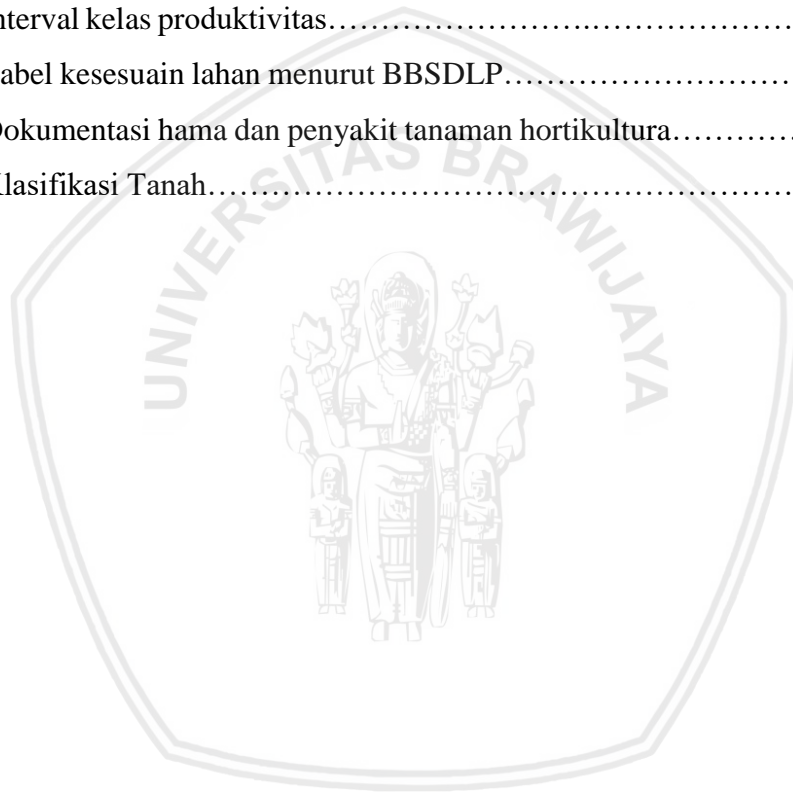 nterval kelas produktivitas……………………..…………………
abel kesesuain lahan menurut BBSDLP………………………
Dokumentasi hama dan penyakit tanaman hortikultura…………
lasifikasi Tanah……………………………………………………
UNIVERSITAS BRAWIJAYA